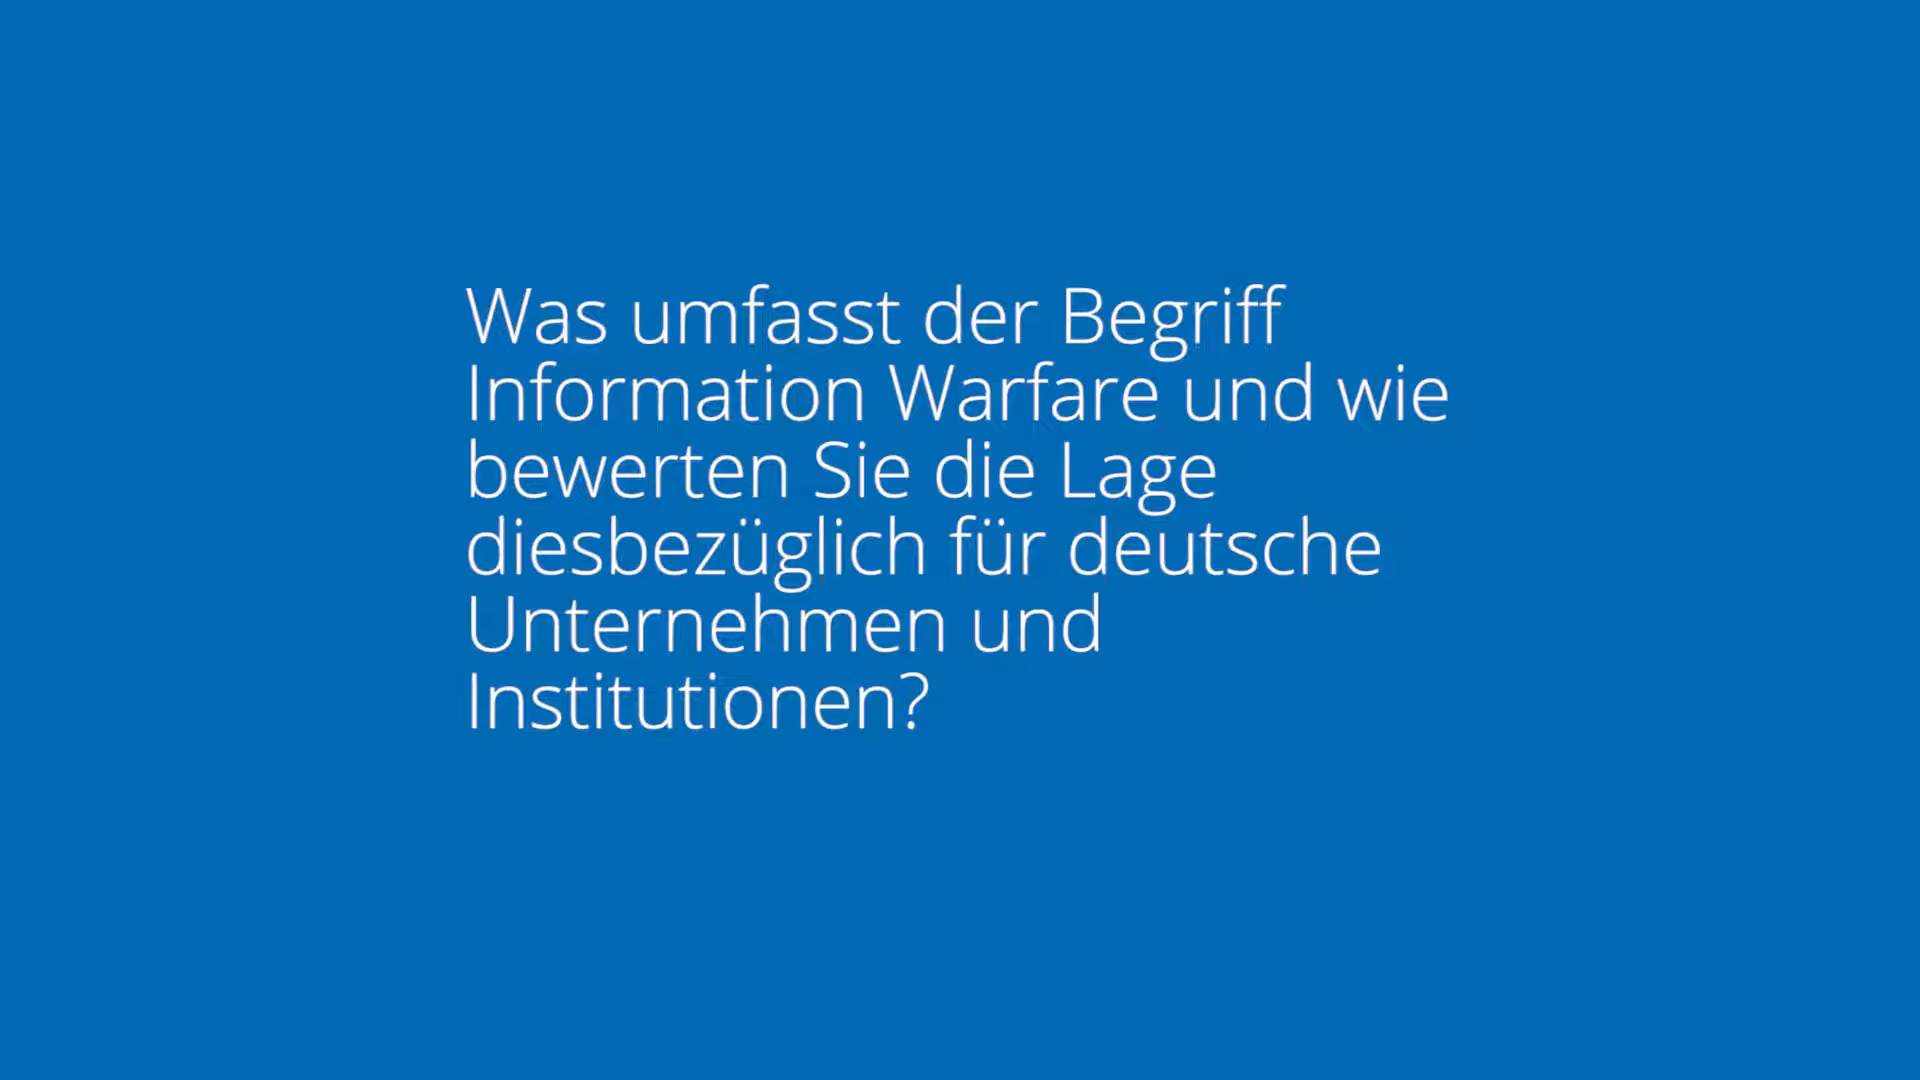 Was umfasst der Begriff
Information Warfare und wie
bewerten Sie die Lage
diesbezüglich für deutsche
Unternehmen und
Institutionen?